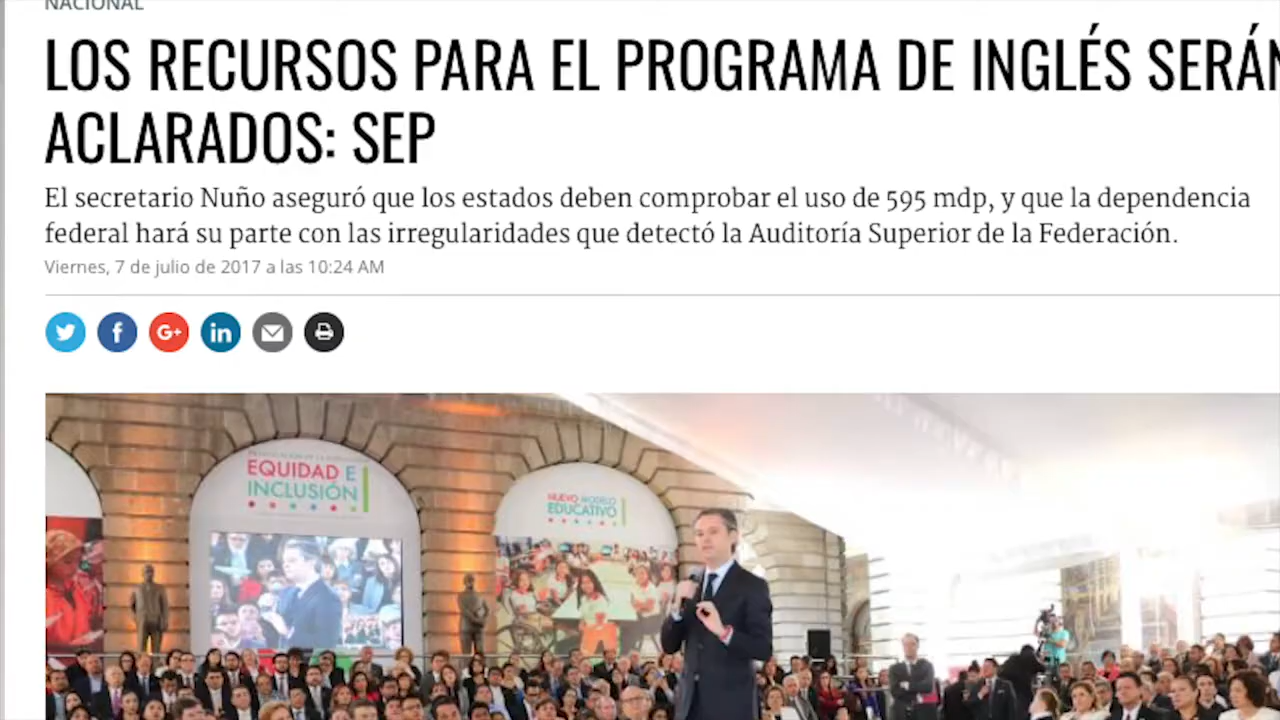 NACIONAL
LOS RECURSOS PARA EL PROGRAMA DE INGLÉS SERÁN
ACLARADOS: SEP
El secretario Nuño aseguró que los estados deben comprobar el uso de 595 mdp, y que la dependencia
federal hará su parte con las irregularidades que detectó la Auditoría Superior de la Federación.
Viernes, 7 de julio de 2017 a las 10:24 AM
f G+ in
EQUIDAD E
INCLUSIÓN
NUEVO MODELO
EDUCATIVO